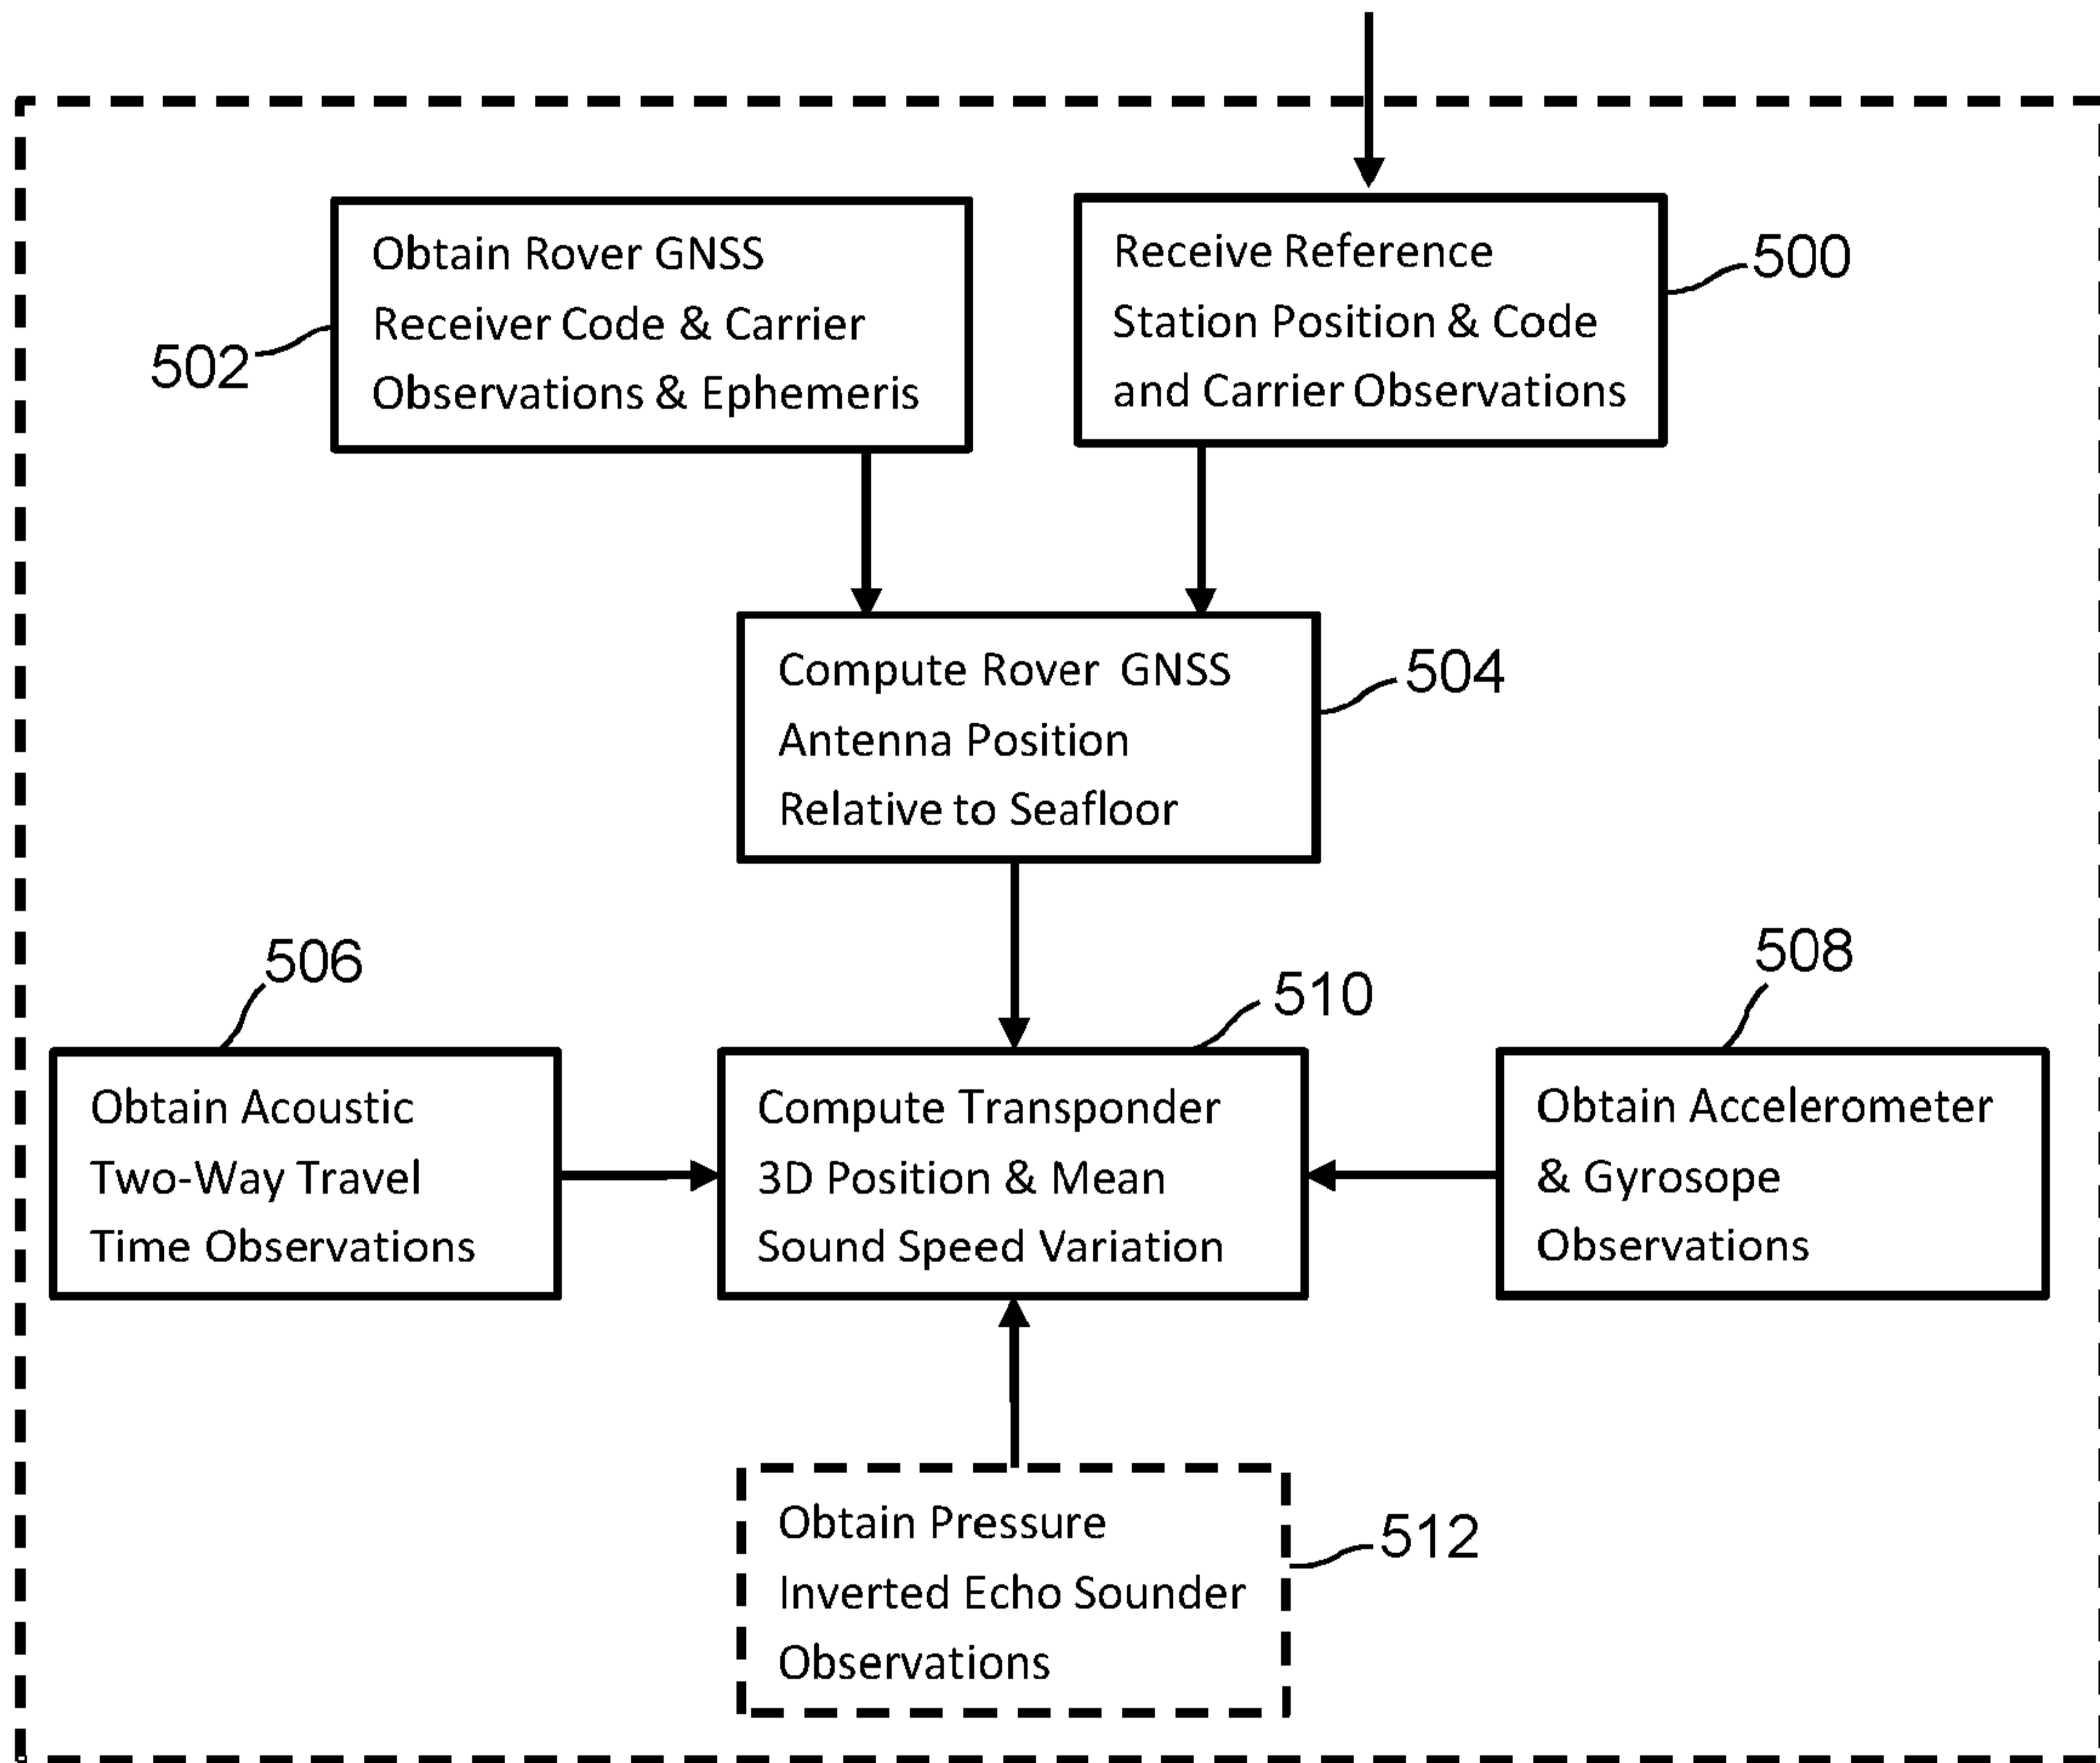 Obtain Rover GNSS
Receiver Code & Carrier
Observations & Ephemeris
502
Receive Reference
Station Position & Code
and Carrier Observations
500
Compute Rover GNSS
Antenna Position
Relative to Seafloor
504
506
Obtain Acoustic
Two-Way Travel
Time Observations
510
Compute Transponder
3D Position & Mean
Sound Speed Variation
508
Obtain Accelerometer
& Gyrosope
Observations
Obtain Pressure
Inverted Echo Sounder
Observations
512